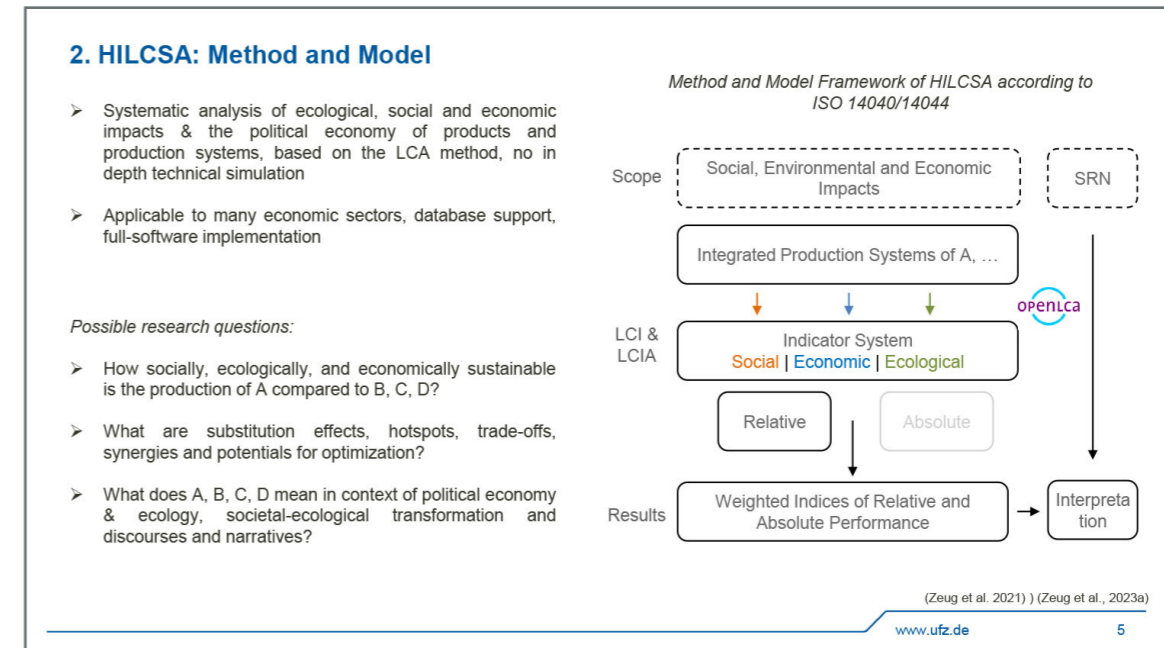 2. HILCSA: Method and Model
➢ Systematic analysis of ecological, social and economic
impacts & the political economy of products and
production systems, based on the LCA method, no in
depth technical simulation
➢ Applicable to many economic sectors, database support,
full-software implementation
Possible research questions:
➢ How socially, ecologically, and economically sustainable
is the production of A compared to B, C, D?
➢ What are substitution effects, hotspots, trade-offs,
synergies and potentials for optimization?
➢ What does A, B, C, D mean in context of political economy
& ecology, societal-ecological transformation and
discourses and narratives?
Method and Model Framework of HILCSA according to
ISO 14040/14044
Scope
Social, Environmental and Economic
Impacts
SRN
Integrated Production Systems of A, …
openLca
LCI &
LCIA
Indicator System
Social | Economic | Ecological
Relative
Absolute
Results
Weighted Indices of Relative and
Absolute Performance
Interpreta
tion
(Zeug et al. 2021) ) (Zeug et al., 2023a)
www.ufz.de
5